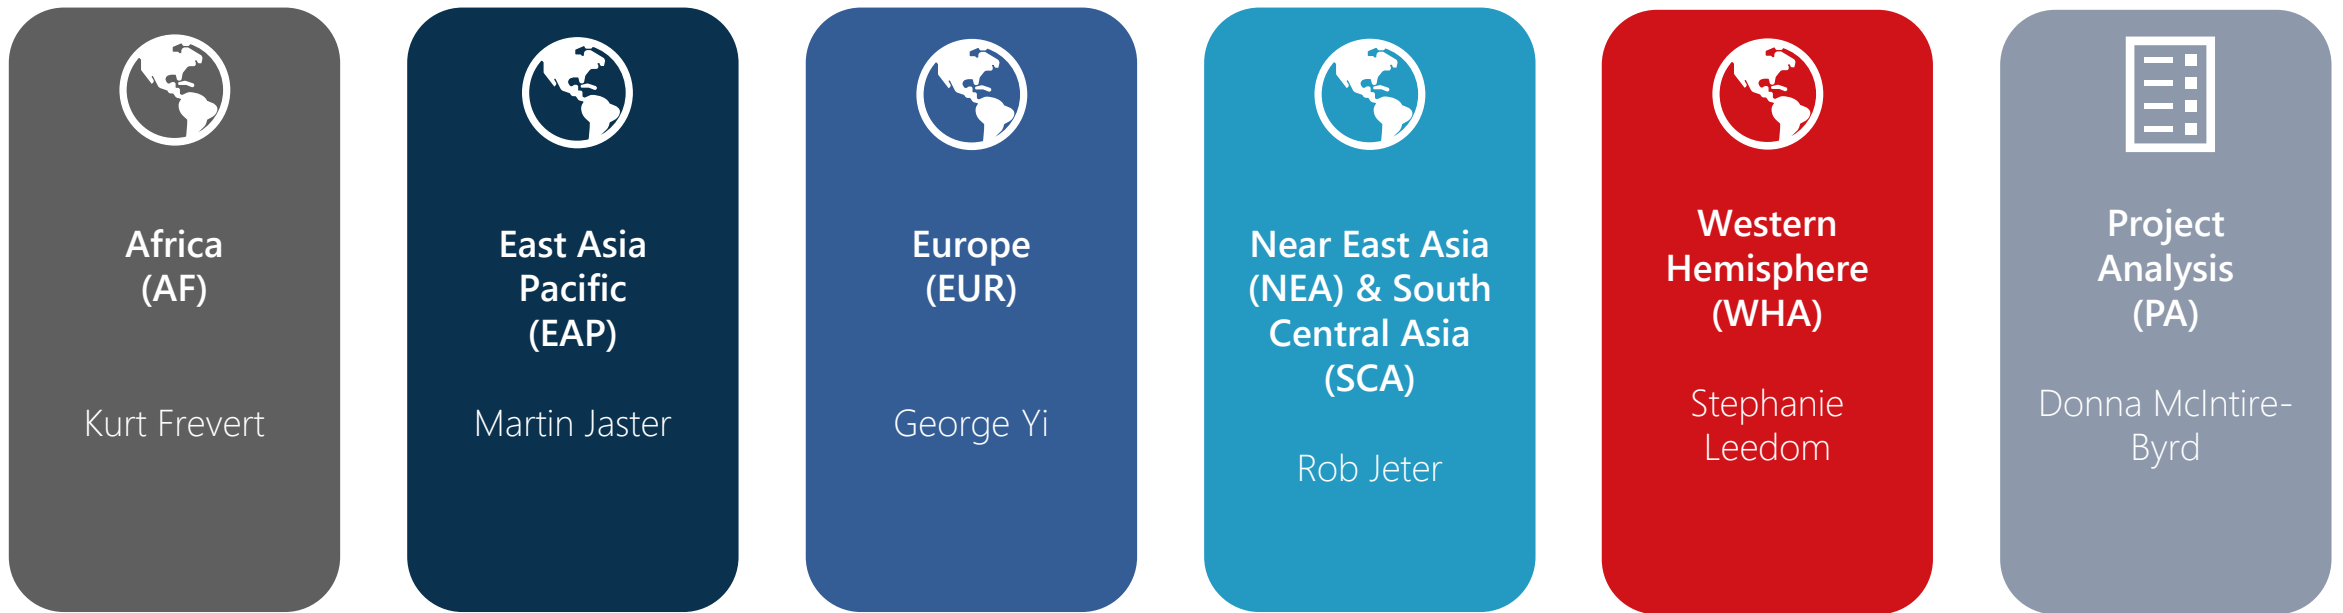 Africa
(AF)
Kurt Frevert
East Asia
Pacific
(EAP)
Martin Jaster
Europe
(EUR)
George Yi
Near East Asia
(NEA) & South
Central Asia
(SCA)
Rob Jeter
Western
Hemisphere
(WHA)
Stephanie
Leedom
Project
Analysis
(PA)
Donna McIntire-
Byrd